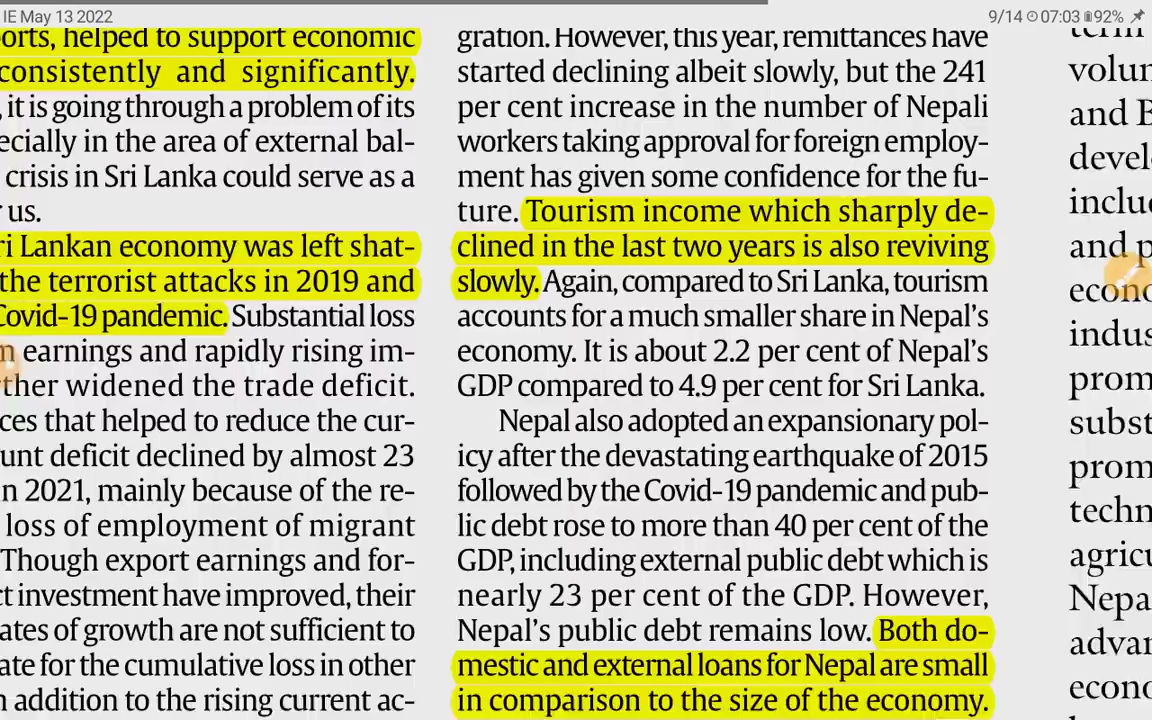 IE May 13 2022
9/14 07:03 92%
orts, helped to support economic
consistently and significantly.
, it is going through a problem of its
ecially in the area of external bal-
crisis in Sri Lanka could serve as a
us.
ri Lankan economy was left shat-
the terrorist attacks in 2019 and
Covid-19 pandemic. Substantial loss
n earnings and rapidly rising im-
ther widened the trade deficit.
ces that helped to reduce the cur-
unt deficit declined by almost 23
n 2021, mainly because of the re-
loss of employment of migrant
Though export earnings and for-
ct investment have improved, their
ates of growth are not sufficient to
ate for the cumulative loss in other
n addition to the rising current ac-
gration. However, this year, remittances have
started declining albeit slowly, but the 241
per cent increase in the number of Nepali
workers taking approval for foreign employ-
ment has given some confidence for the fu-
ture. Tourism income which sharply de-
clined in the last two years is also reviving
slowly. Again, compared to Sri Lanka, tourism
accounts for a much smaller share in Nepal's
economy. It is about 2.2 per cent of Nepal's
GDP compared to 4.9 per cent for Sri Lanka.
Nepal also adopted an expansionary pol-
icy after the devastating earthquake of 2015
followed by the Covid-19 pandemic and pub-
lic debt rose to more than 40 per cent of the
GDP, including external public debt which is
nearly 23 per cent of the GDP. However,
Nepal's public debt remains low. Both do-
mestic and external loans for Nepal are small
in comparison to the size of the economy.
term
volun
and B
devel
inclu
and p
econo
indus
prom
subst
prom
techn
agricu
Nepa
advan
econo